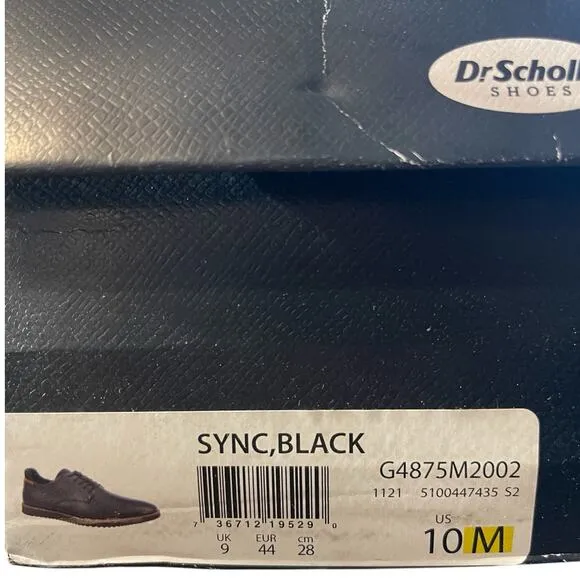 Dr Scholl
SHOES
SYNC,BLACK
G4875M2002
1121 5100447435 S2
7 36712 19529 0
UK EUR cm
9 44 28
US
10 M